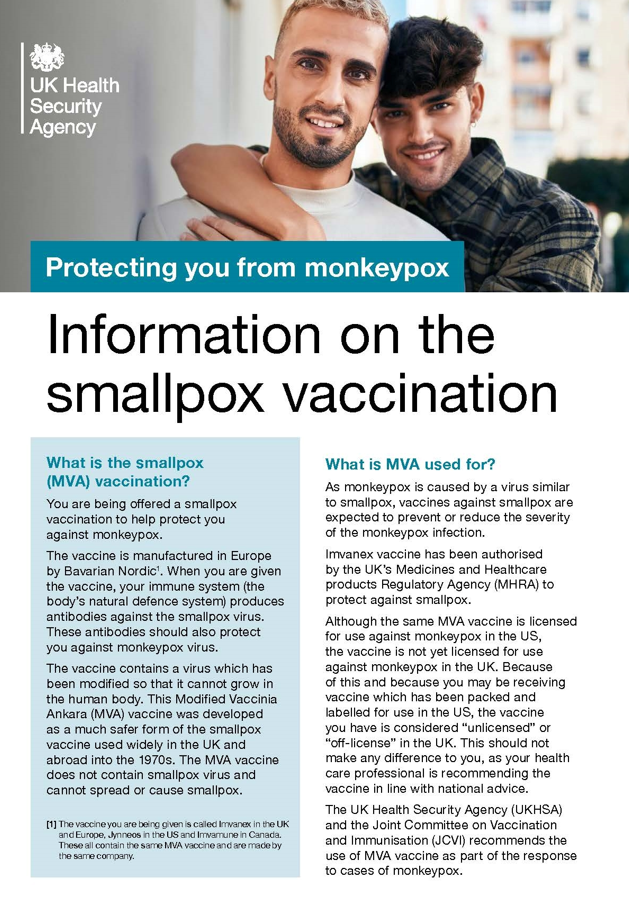 UK Health
Security
Agency
Protecting you from monkeypox
Information on the
smallpox vaccination
What is the smallpox
(MVA) vaccination?
You are being offered a smallpox
vaccination to help protect you
against monkeypox.
The vaccine is manufactured in Europe
by Bavarian Nordic¹. When you are given
the vaccine, your immune system (the
body's natural defence system) produces
antibodies against the smallpox virus.
These antibodies should also protect
you against monkeypox virus.
The vaccine contains a virus which has
been modified so that it cannot grow in
the human body. This Modified Vaccinia
Ankara (MVA) vaccine was developed
as a much safer form of the smallpox
vaccine used widely in the UK and
abroad into the 1970s. The MVA vaccine
does not contain smallpox virus and
cannot spread or cause smallpox.
[1] The vaccine you are being given is called Imvanex in the UK
and Europe, Jynneos in the US and Imvamune in Canada.
These all contain the same MVA vaccine and are made by
the same company.
What is MVA used for?
As monkeypox is caused by a virus similar
to smallpox, vaccines against smallpox are
expected to prevent or reduce the severity
of the monkeypox infection.
Imvanex vaccine has been authorised
by the UK's Medicines and Healthcare
products Regulatory Agency (MHRA) to
protect against smallpox.
Although the same MVA vaccine is licensed
for use against monkeypox in the US,
the vaccine is not yet licensed for use
against monkeypox in the UK. Because
of this and because you may be receiving
vaccine which has been packed and
labelled for use in the US, the vaccine
you have is considered “unlicensed” or
“off-license” in the UK. This should not
make any difference to you, as your health
care professional is recommending the
vaccine in line with national advice.
The UK Health Security Agency (UKHSA)
and the Joint Committee on Vaccination
and Immunisation (JCVI) recommends the
use of MVA vaccine as part of the response
to cases of monkeypox.